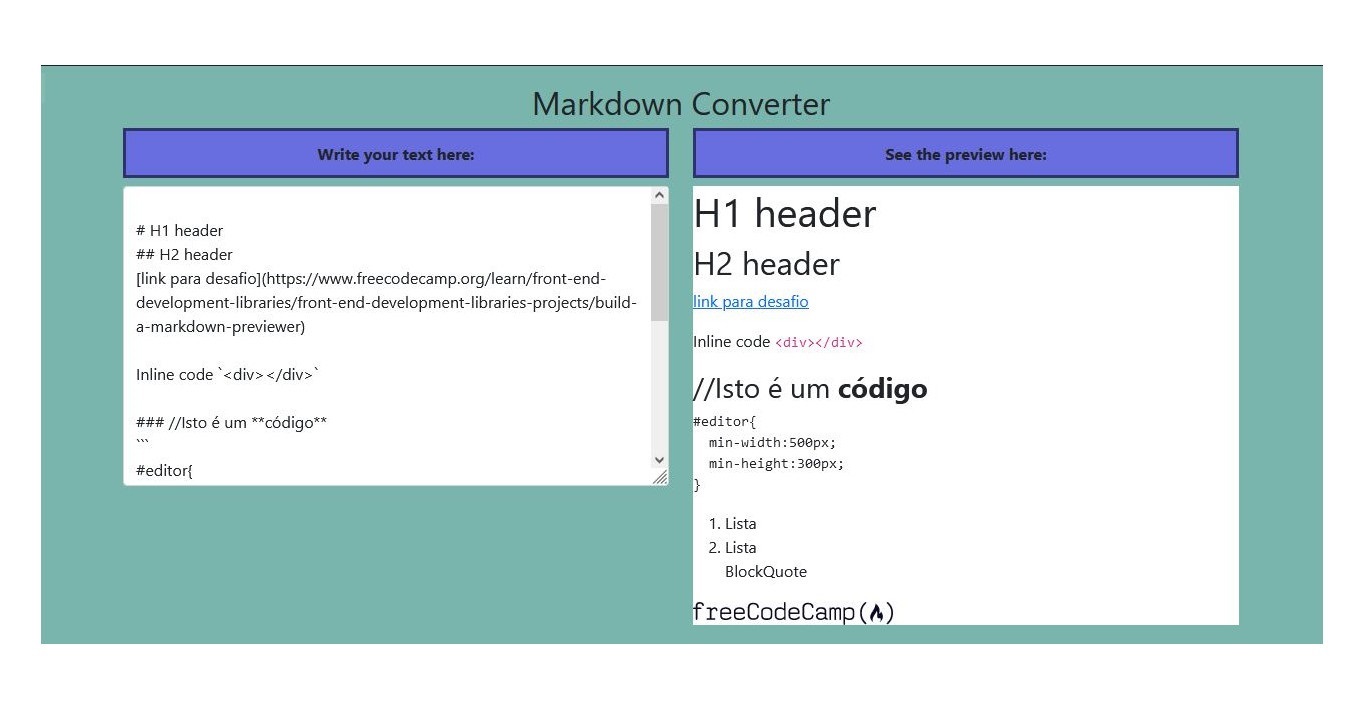 Markdown Converter
Write your text here:
# H1 header
## H2 header
[link para desafio](https://www.freecodecamp.org/learn/front-end-
development-libraries/front-end-development-libraries-projects/build-
a-markdown-previewer)
Inline code `<div></div>`
### //Isto é um **código**
```
#editor{
See the preview here:
H1 header
H2 header
link para desafio
Inline code <div></div>
//Isto é um código
#editor{
min-width:500px;
min-height:300px;
}
1. Lista
2. Lista
BlockQuote
freeCodeCamp(🔥)